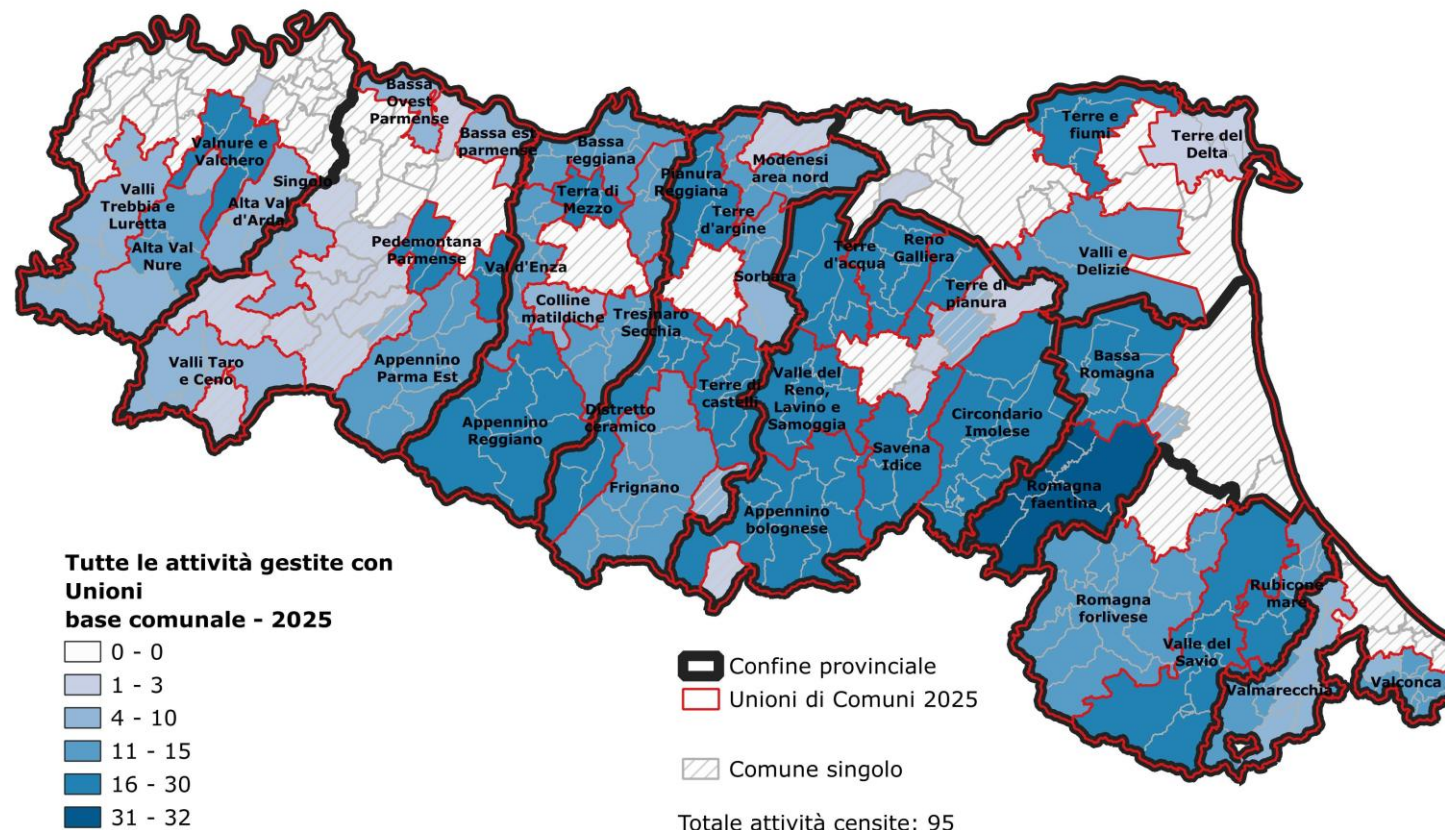 Bassa
Ovest
Parmense
Bassa est
parmense
Valnure e
Valchero
Valli
Trebbia e
Luretta
Singolo
Alta Val
d'Arda
Alta Val
Nure
Pedemontana
Parmense
Valli Taro
e Ceno
Appennino
Parma Est
Bassa
reggiana
Terra di
Mezzo
Val d'Enza
Colline
matildiche
Tresinaro
Secchia
Appennino
Reggiano
Pianura
Reggiana
Modenesi
area nord
Terre
d'argine
Sorbara
Distretto
ceramico
Terre di
castelli
Frignano
Terre
d'acqua
Reno
Galliera
Terre di
pianura
Valle del
Reno,
Lavino e
Samoggia
Savena
Idice
Circondario
Imolese
Appennino
bolognese
Terre e
fiumi
Terre del
Delta
Valli e
Delizie
Bassa
Romagna
Romagna
faentina
Romagna
forlivese
Valle del
Savio
Rubicone
mare
Valmarecchia
Valconca
Tutte le attività gestite con
Unioni
base comunale - 2025
0 - 0
1 - 3
4 - 10
11 - 15
16 - 30
31 - 32
Confine provinciale
Unioni di Comuni 2025
Comune singolo
Totale attività censite: 95